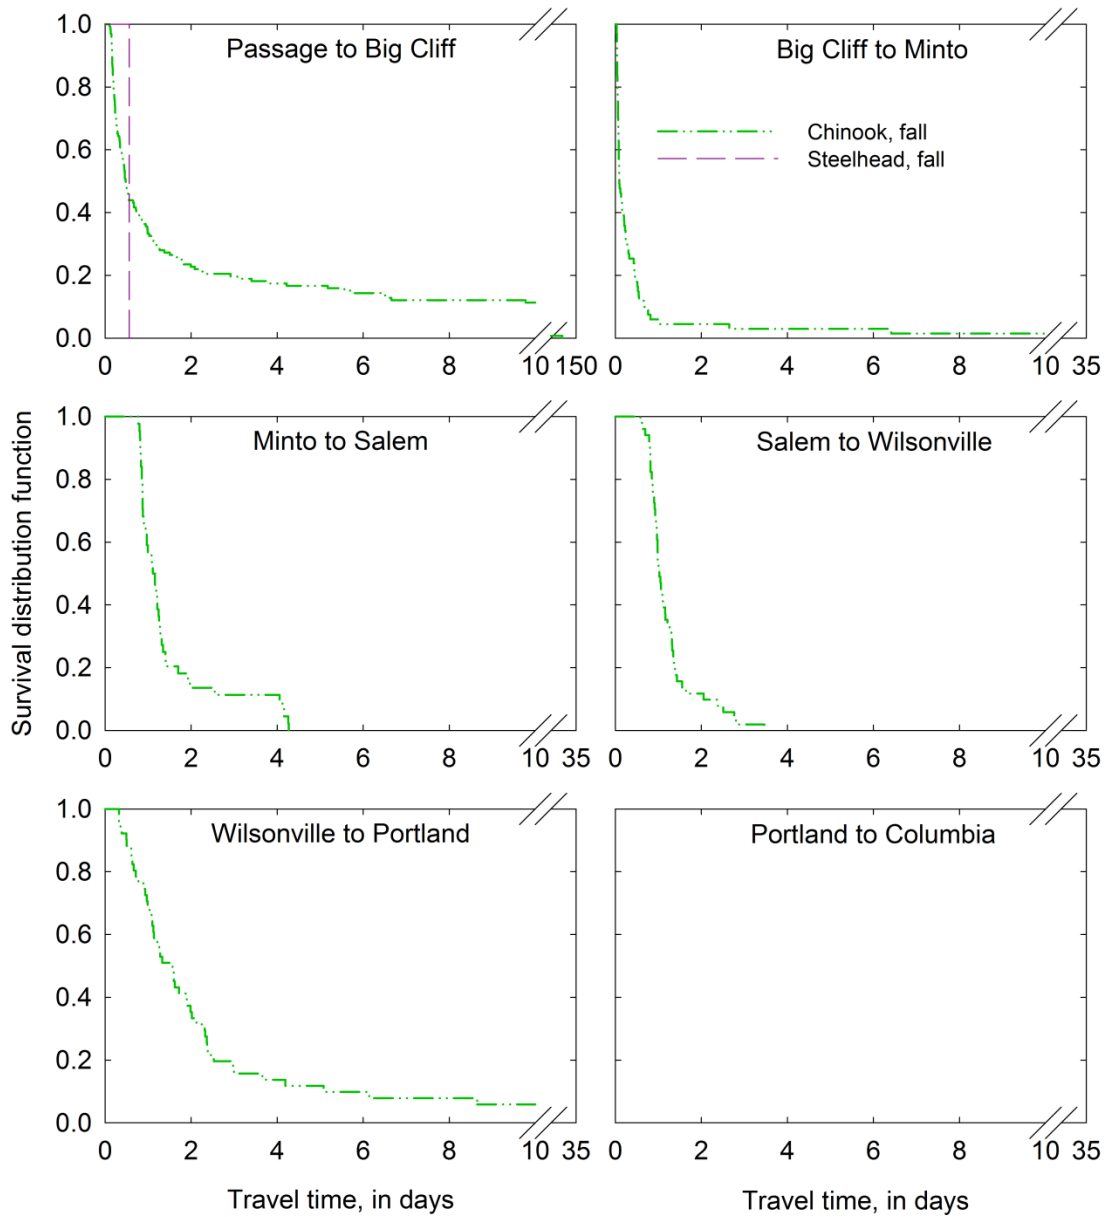 Survival distribution function
Passage to Big Cliff
1.0
0.8
0.6
0.4
0.2
0.0
0 2 4 6 8 10 150
Big Cliff to Minto
Chinook, fall
Steelhead, fall
0 2 4 6 8 10 35
Minto to Salem
1.0
0.8
0.6
0.4
0.2
0.0
0 2 4 6 8 10 35
Salem to Wilsonville
0 2 4 6 8 10 35
Wilsonville to Portland
1.0
0.8
0.6
0.4
0.2
0.0
0 2 4 6 8 10 35
Travel time, in days
Portland to Columbia
0 2 4 6 8 10 35
Travel time, in days